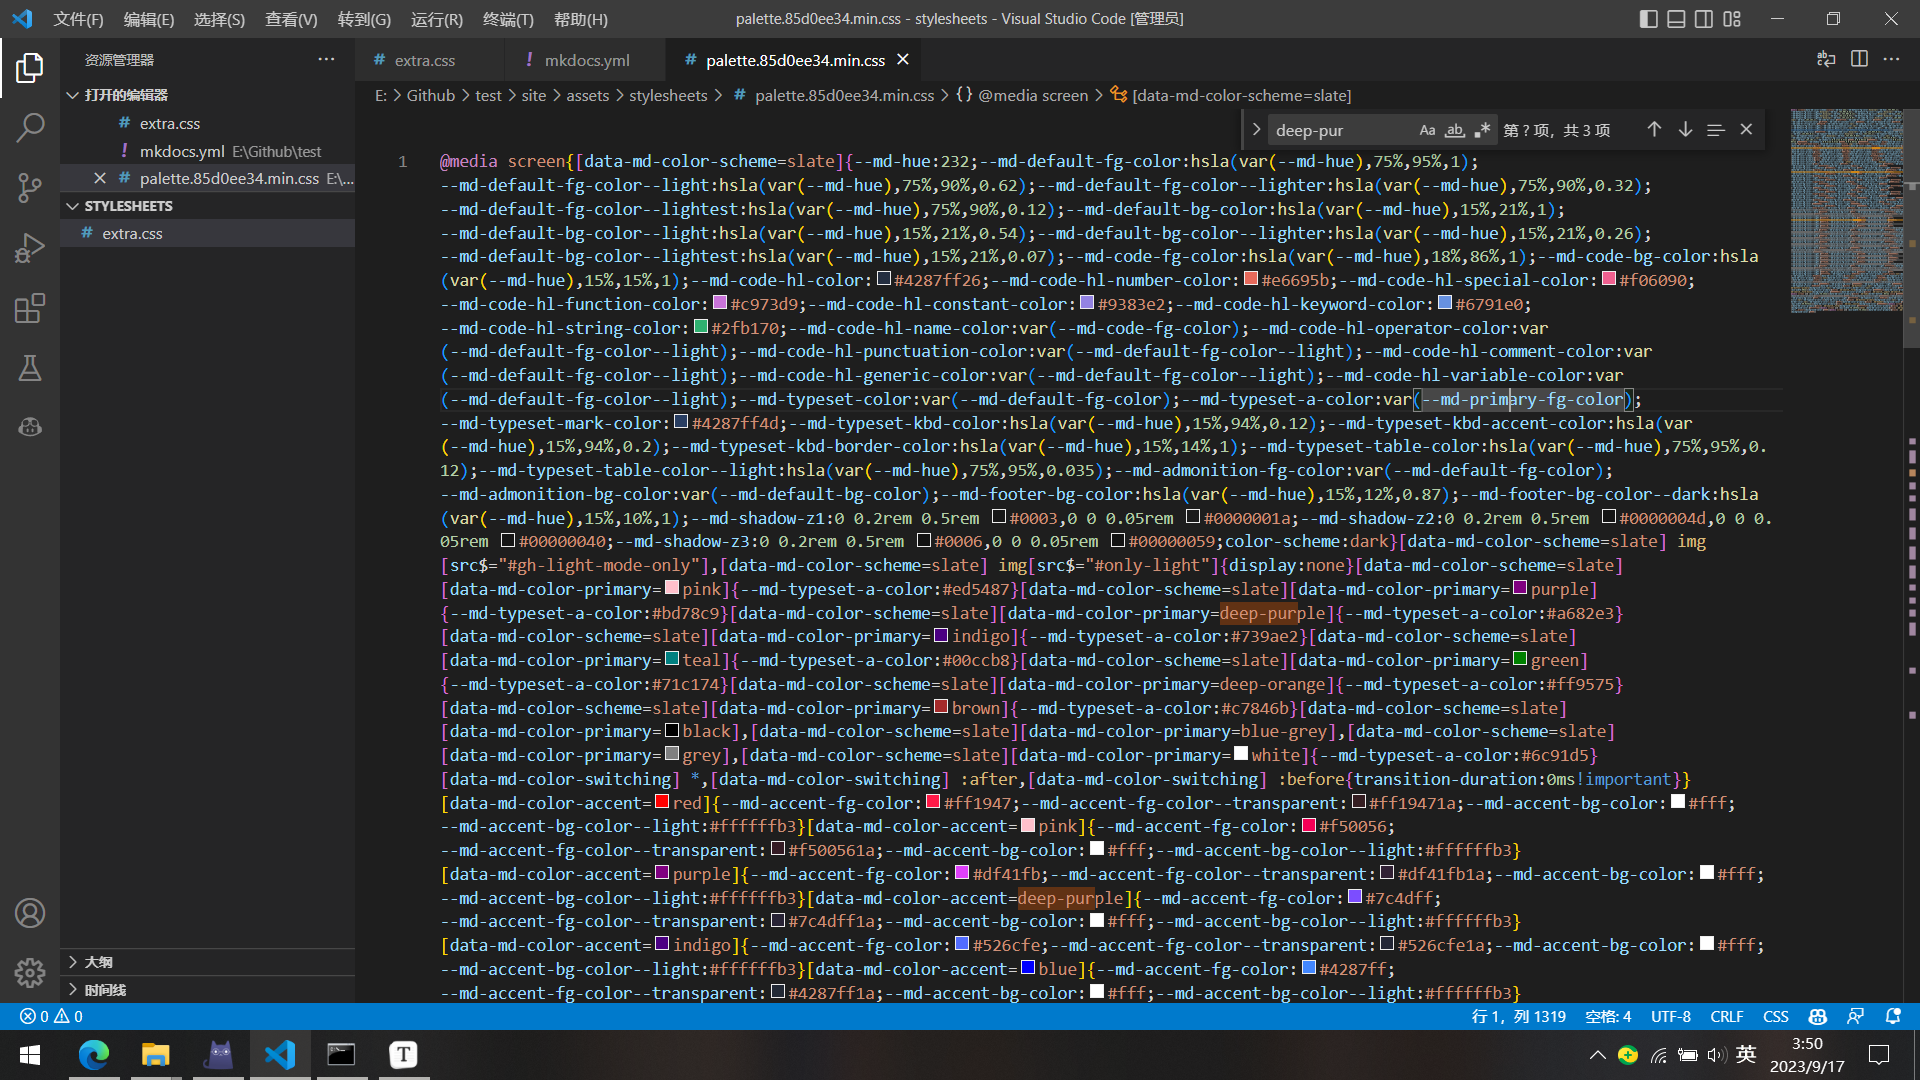 文件(F) 编辑(E) 选择(S) 查看(V) 转到(G) 运行(R) 终端(T) 帮助(H)
palette.85d0ee34.min.css - stylesheets - Visual Studio Code [管理员]
资源管理器
打开的编辑器
extra.css
mkdocs.yml E:\Github\test
palette.85d0ee34.min.css E:\...
STYLESHEETS
extra.css
大纲
时间线
extra.css
mkdocs.yml
palette.85d0ee34.min.css
E: > Github > test > site > assets > stylesheets > # palette.85d0ee34.min.css > {} @media screen > [data-md-color-scheme=slate]
deep-pur Aa ab 第 ? 项，共 3 项
1
@media screen{[data-md-color-scheme=slate]{--md-hue:232;--md-default-fg-color:hsla(var(--md-hue),75%,95%,1);
--md-default-fg-color--light:hsla(var(--md-hue),75%,90%,0.62);--md-default-fg-color--lighter:hsla(var(--md-hue),75%,90%,0.32);
--md-default-fg-color--lightest:hsla(var(--md-hue),75%,90%,0.12);--md-default-bg-color:hsla(var(--md-hue),15%,21%,1);
--md-default-bg-color--light:hsla(var(--md-hue),15%,21%,0.54);--md-default-bg-color--lighter:hsla(var(--md-hue),15%,21%,0.26);
--md-default-bg-color--lightest:hsla(var(--md-hue),15%,21%,0.07);--md-code-fg-color:hsla(var(--md-hue),18%,86%,1);--md-code-bg-color:hsla
(var(--md-hue),15%,15%,1);--md-code-hl-color:#4287ff26;--md-code-hl-number-color:#e6695b;--md-code-hl-special-color:#f06090;
--md-code-hl-function-color:#c973d9;--md-code-hl-constant-color:#9383e2;--md-code-hl-keyword-color:#6791e0;
--md-code-hl-string-color:#2fb170;--md-code-hl-name-color:var(--md-code-fg-color);--md-code-hl-operator-color:var
(--md-default-fg-color--light);--md-code-hl-punctuation-color:var(--md-default-fg-color--light);--md-code-hl-comment-color:var
(--md-default-fg-color--light);--md-code-hl-generic-color:var(--md-default-fg-color--light);--md-code-hl-variable-color:var
(--md-default-fg-color--light);--md-typeset-color:var(--md-default-fg-color);--md-typeset-a-color:var(--md-primary-fg-color);
--md-typeset-mark-color:#4287ff4d;--md-typeset-kbd-color:hsla(var(--md-hue),15%,94%,0.12);--md-typeset-kbd-accent-color:hsla(var
(--md-hue),15%,94%,0.2);--md-typeset-kbd-border-color:hsla(var(--md-hue),15%,14%,1);--md-typeset-table-color:hsla(var(--md-hue),75%,95%,0.
12);--md-typeset-table-color--light:hsla(var(--md-hue),75%,95%,0.035);--md-admonition-fg-color:var(--md-default-fg-color);
--md-admonition-bg-color:var(--md-default-bg-color);--md-footer-bg-color:hsla(var(--md-hue),15%,12%,0.87);--md-footer-bg-color--dark:hsla
(var(--md-hue),15%,10%,1);--md-shadow-z1:0 0.2rem 0.5rem #0003,0 0 0.05rem #0000001a;--md-shadow-z2:0 0.2rem 0.5rem #0000004d,0 0 0.
05rem #00000040;--md-shadow-z3:0 0.2rem 0.5rem #0006,0 0 0.05rem #00000059;color-scheme:dark}[data-md-color-scheme=slate] img
[src$="#gh-light-mode-only"],[data-md-color-scheme=slate] img[src$="#only-light"]{display:none}[data-md-color-scheme=slate]
[data-md-color-primary=pink]{--md-typeset-a-color:#ed5487}[data-md-color-scheme=slate][data-md-color-primary=purple]
{--md-typeset-a-color:#bd78c9}[data-md-color-scheme=slate][data-md-color-primary=deep-purple]{--md-typeset-a-color:#a682e3}
[data-md-color-scheme=slate][data-md-color-primary=indigo]{--md-typeset-a-color:#739ae2}[data-md-color-scheme=slate]
[data-md-color-primary=teal]{--md-typeset-a-color:#00ccb8}[data-md-color-scheme=slate][data-md-color-primary=green]
{--md-typeset-a-color:#71c174}[data-md-color-scheme=slate][data-md-color-primary=deep-orange]{--md-typeset-a-color:#ff9575}
[data-md-color-scheme=slate][data-md-color-primary=brown]{--md-typeset-a-color:#c7846b}[data-md-color-scheme=slate]
[data-md-color-primary=black],[data-md-color-scheme=slate][data-md-color-primary=blue-grey],[data-md-color-scheme=slate]
[data-md-color-primary=grey],[data-md-color-scheme=slate][data-md-color-primary=white]{--md-typeset-a-color:#6c91d5}
[data-md-color-switching] *,[data-md-color-switching] :after,[data-md-color-switching] :before{transition-duration:0ms!important}}
[data-md-color-accent=red]{--md-accent-fg-color:#ff1947;--md-accent-fg-color--transparent:#ff19471a;--md-accent-bg-color:#fff;
--md-accent-bg-color--light:#ffffffb3}[data-md-color-accent=pink]{--md-accent-fg-color:#f50056;
--md-accent-fg-color--transparent:#f500561a;--md-accent-bg-color:#fff;--md-accent-bg-color--light:#ffffffb3}
[data-md-color-accent=purple]{--md-accent-fg-color:#df41fb;--md-accent-fg-color--transparent:#df41fb1a;--md-accent-bg-color:#fff;
--md-accent-bg-color--light:#ffffffb3}[data-md-color-accent=deep-purple]{--md-accent-fg-color:#7c4dff;
--md-accent-fg-color--transparent:#7c4dff1a;--md-accent-bg-color:#fff;--md-accent-bg-color--light:#ffffffb3}
[data-md-color-accent=indigo]{--md-accent-fg-color:#526cfe;--md-accent-fg-color--transparent:#526cfe1a;--md-accent-bg-color:#fff;
--md-accent-bg-color--light:#ffffffb3}[data-md-color-accent=blue]{--md-accent-fg-color:#4287ff;
--md-accent-fg-color--transparent:#4287ff1a;--md-accent-bg-color:#fff;--md-accent-bg-color--light:#ffffffb3}
0 0
行 1，列 1319 空格: 4 UTF-8 CRLF CSS
T
英
3:50
2023/9/17